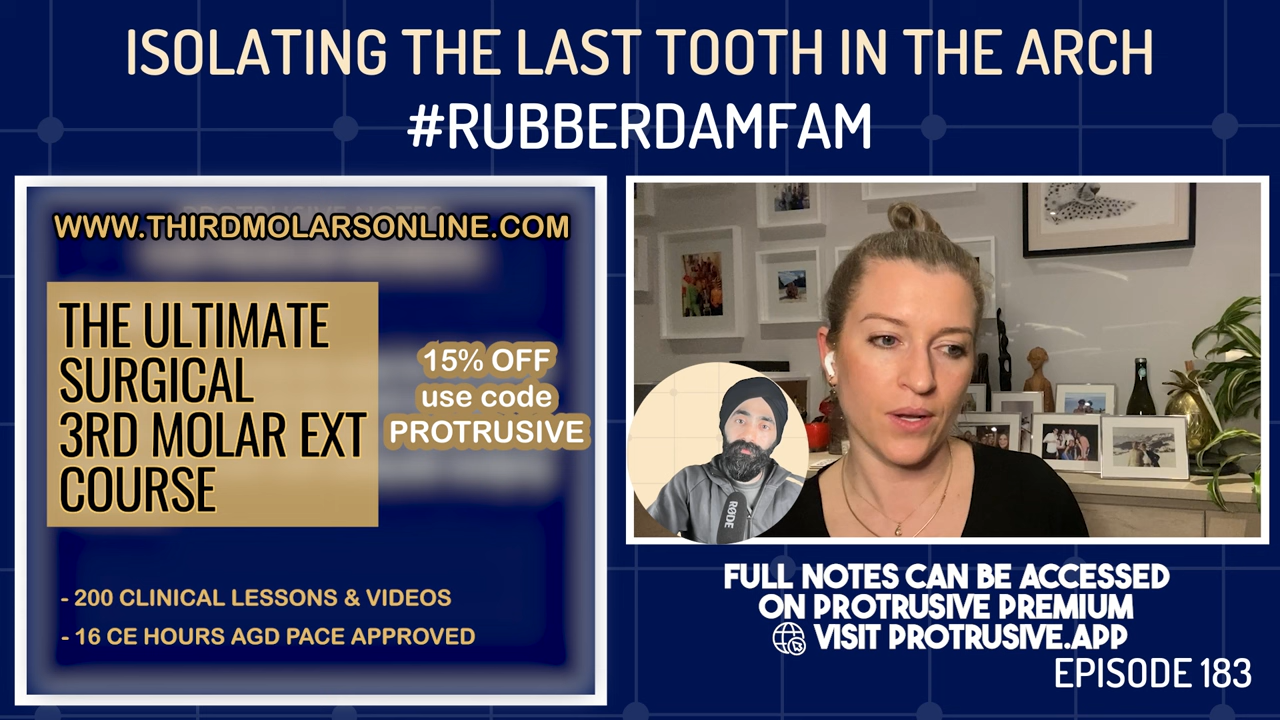 ISOLATING THE LAST TOOTH IN THE ARCH
#RUBBERDAMFAM
WWW.THIRDMOLARSONLINE.COM
THE ULTIMATE
SURGICAL
3RD MOLAR EXT
COURSE
15% OFF
use code
PROTRUSIVE
- 200 CLINICAL LESSONS & VIDEOS
- 16 CE HOURS AGD PACE APPROVED
RØDE
FULL NOTES CAN BE ACCESSED
ON PROTRUSIVE PREMIUM
VISIT PROTRUSIVE.APP
EPISODE 183